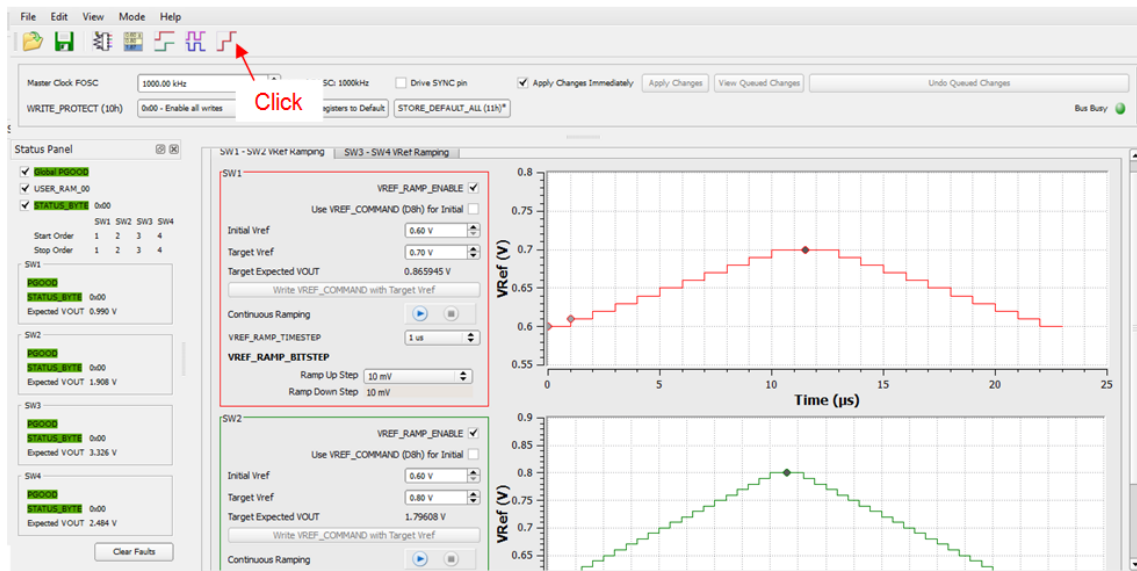 File Edit View Mode Help
Click
Master Clock FOSC 1000.00 kHz SC: 1000kHz Drive SYNC pin Apply Changes Immediately Apply Changes View Queued Changes Undo Queued Changes
WRITE_PROTECT (10h) 0x00 - Enable all writes egisters to Default STORE_DEFAULT_ALL (11h)* Bus Busy
Status Panel
Global PGOOD
USER_RAM_00
STATUS_BYTE 0x00
SW1 SW2 SW3 SW4
Start Order 1 2 3 4
Stop Order 1 2 3 4
SW1
PGOOD
STATUS_BYTE 0x00
Expected VOUT 0.990 V
SW2
PGOOD
STATUS_BYTE 0x00
Expected VOUT 1.908 V
SW3
PGOOD
STATUS_BYTE 0x00
Expected VOUT 3.326 V
SW4
PGOOD
STATUS_BYTE 0x00
Expected VOUT 2.484 V
Clear Faults
SW1 - SW2 VRef Ramping SW3 - SW4 VRef Ramping
SW1
VREF_RAMP_ENABLE
Use VREF_COMMAND (D8h) for Initial
Initial Vref 0.60 V
Target Vref 0.70 V
Target Expected VOUT 0.865945 V
Write VREF_COMMAND with Target Vref
Continuous Ramping
VREF_RAMP_TIMESTEP 1 us
VREF_RAMP_BITSTEP
Ramp Up Step 10 mV
Ramp Down Step 10 mV
VRef (V)
0.8
0.75
0.7
0.65
0.6
0.55
0 5 10 15 20 25
Time (µs)
SW2
VREF_RAMP_ENABLE
Use VREF_COMMAND (D8h) for Initial
Initial Vref 0.60 V
Target Vref 0.80 V
Target Expected VOUT 1.79608 V
Write VREF_COMMAND with Target Vref
Continuous Ramping
VRef (V)
0.9
0.85
0.8
0.75
0.7
0.65